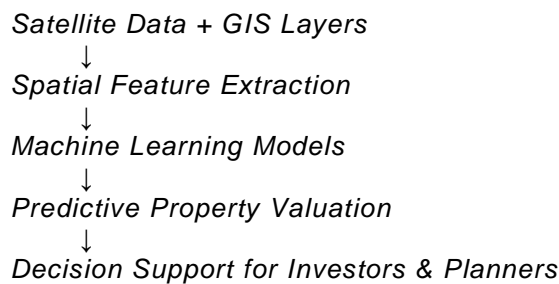 Satellite Data + GIS Layers
↓
Spatial Feature Extraction
↓
Machine Learning Models
↓
Predictive Property Valuation
↓
Decision Support for Investors & Planners